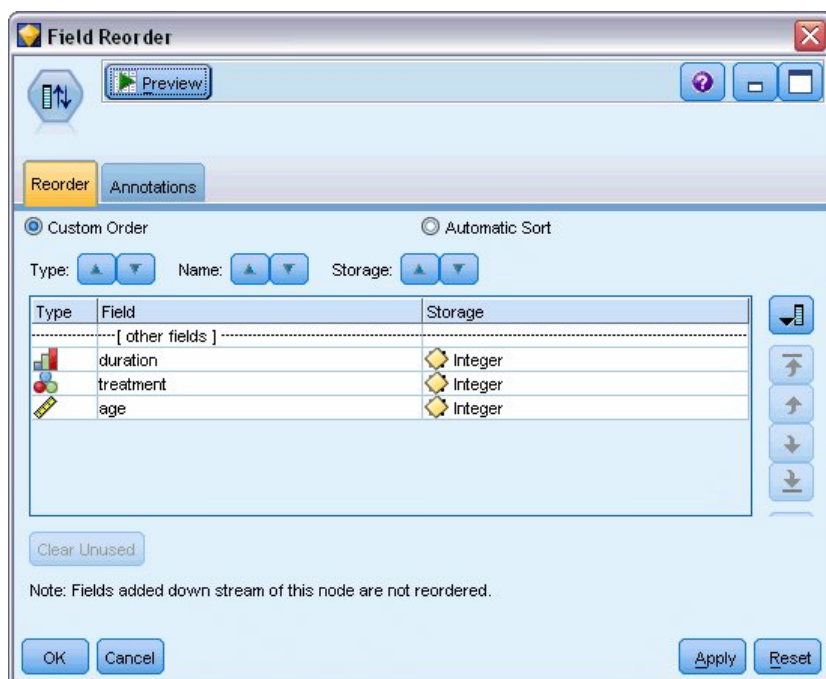 Field Reorder
Preview
Reorder Annotations
Custom Order Automatic Sort
Type: Name: Storage:
Type Field Storage
[ other fields ]
duration Integer
treatment Integer
age Integer
Clear Unused
Note: Fields added down stream of this node are not reordered.
OK Cancel Apply Reset